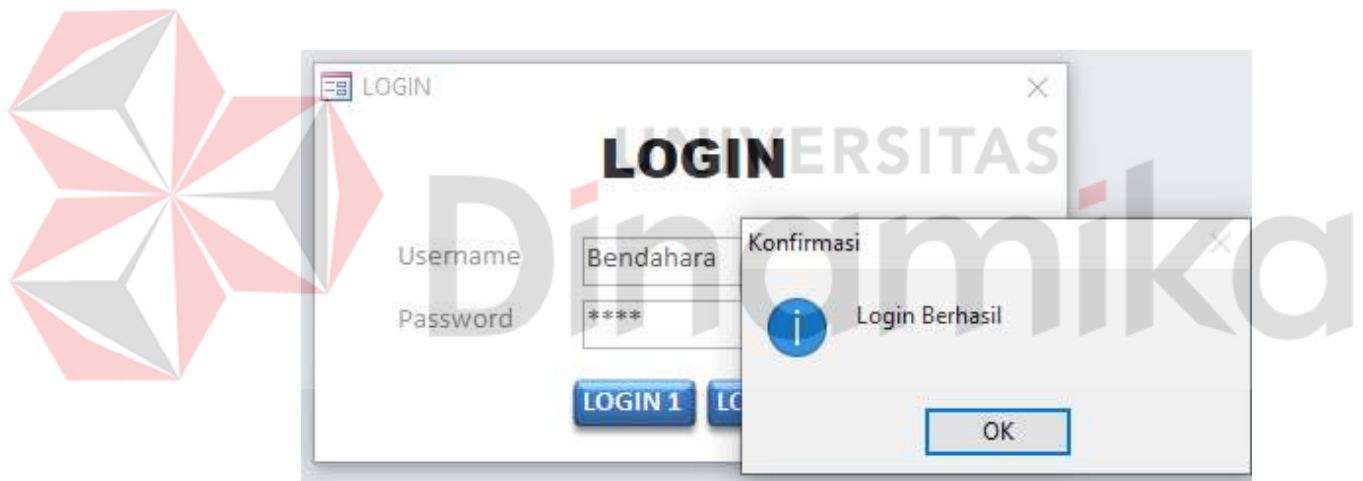 LOGIN
LOGIN
UNIVERSITAS
Dinamika
Username
Bendahara
Password
****
LOGIN 1
Konfirmasi
Login Berhasil
OK